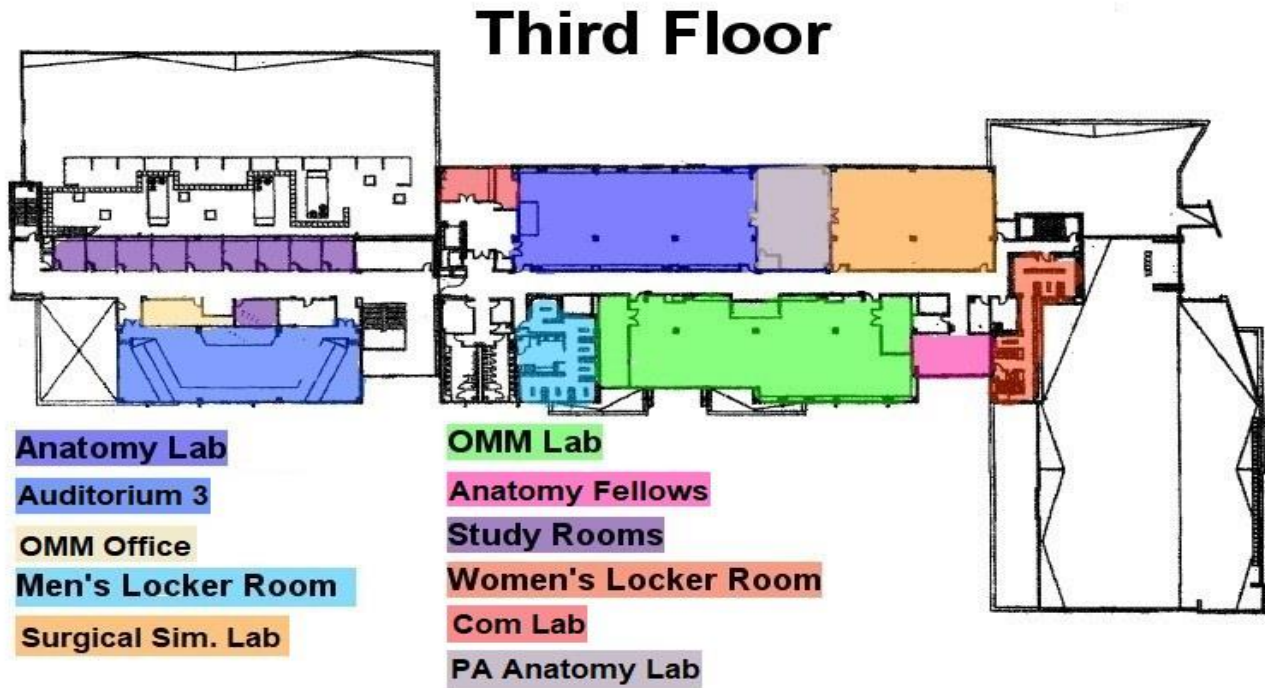 Third Floor
Anatomy Lab
Auditorium 3
OMM Office
Men's Locker Room
Surgical Sim. Lab
OMM Lab
Anatomy Fellows
Study Rooms
Women's Locker Room
Com Lab
PA Anatomy Lab